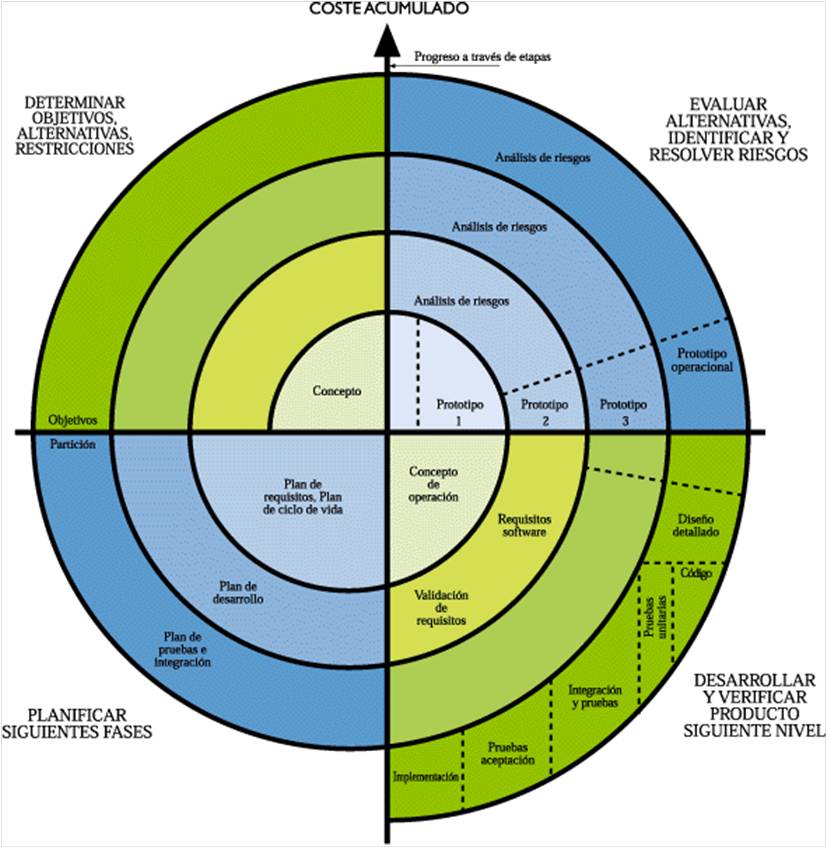 COSTE ACUMULADO
Progreso a través de etapas
DETERMINAR
OBJETIVOS,
ALTERNATIVAS,
RESTRICCIONES
EVALUAR
ALTERNATIVAS,
IDENTIFICAR Y
RESOLVER RIESGOS
Análisis de riesgos
Análisis de riesgos
Análisis de riesgos
Concepto
Prototipo
1
Prototipo
2
Prototipo
3
Prototipo
operacional
Objetivos
Partición
Plan de
requisitos, Plan
de ciclo de vida
Concepto
de
operación
Requisitos
software
Diseño
detallado
Código
Pruebas
unitarias
Plan de
desarrollo
Validación
de
requisitos
Plan de
pruebas e
integración
Integración
y pruebas
Pruebas
aceptación
Implementación
PLANIFICAR
SIGUIENTES FASES
DESARROLLAR
Y VERIFICAR
PRODUCTO
SIGUIENTE NIVEL